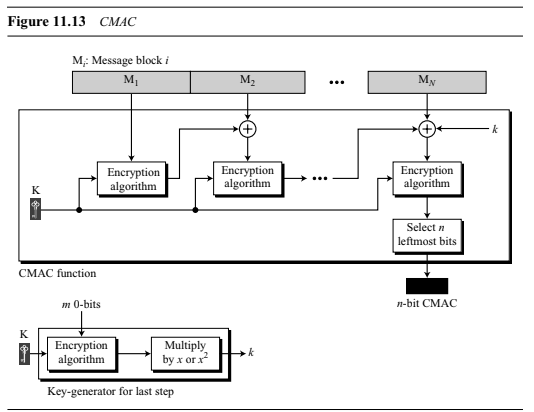 Figure 11.13 CMAC
Mᵢ: Message block i
M₁ M₂ ••• M_N
k
Encryption algorithm
Encryption algorithm
•••
Encryption algorithm
K
Select n
leftmost bits
CMAC function
n-bit CMAC
m 0-bits
K
Encryption
algorithm
Multiply
by x or x²
k
Key-generator for last step